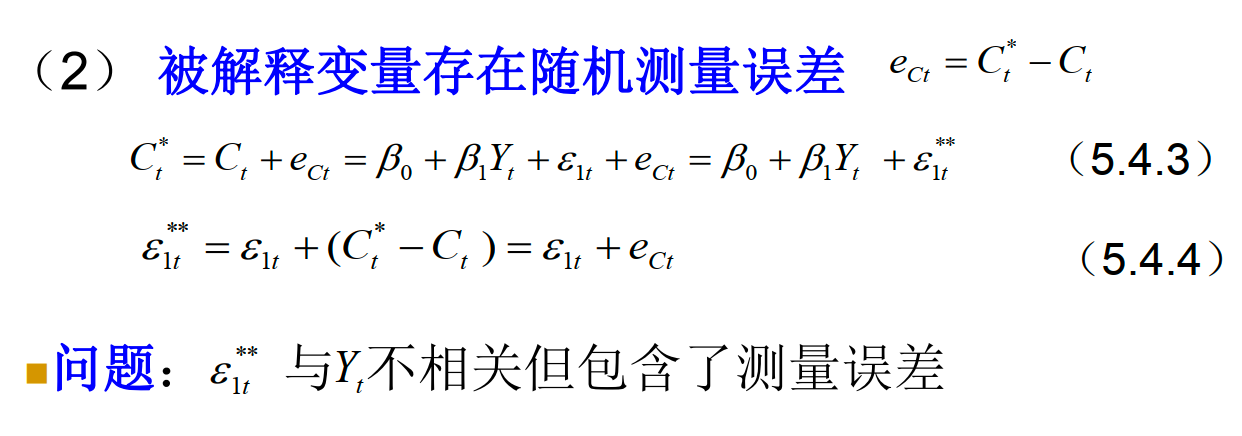 （2） 被解释变量存在随机测量误差 $e_{Ct} = C_t^* - C_t$
$C_t^* = C_t + e_{Ct} = \beta_0 + \beta_1 Y_t + \varepsilon_{1t} + e_{Ct} = \beta_0 + \beta_1 Y_t + \varepsilon_{1t}^{**}$ （5.4.3）
$\varepsilon_{1t}^{**} = \varepsilon_{1t} + (C_t^* - C_t) = \varepsilon_{1t} + e_{Ct}$ （5.4.4）
问题：$\varepsilon_{1t}^{**}$ 与$Y_t$不相关但包含了测量误差